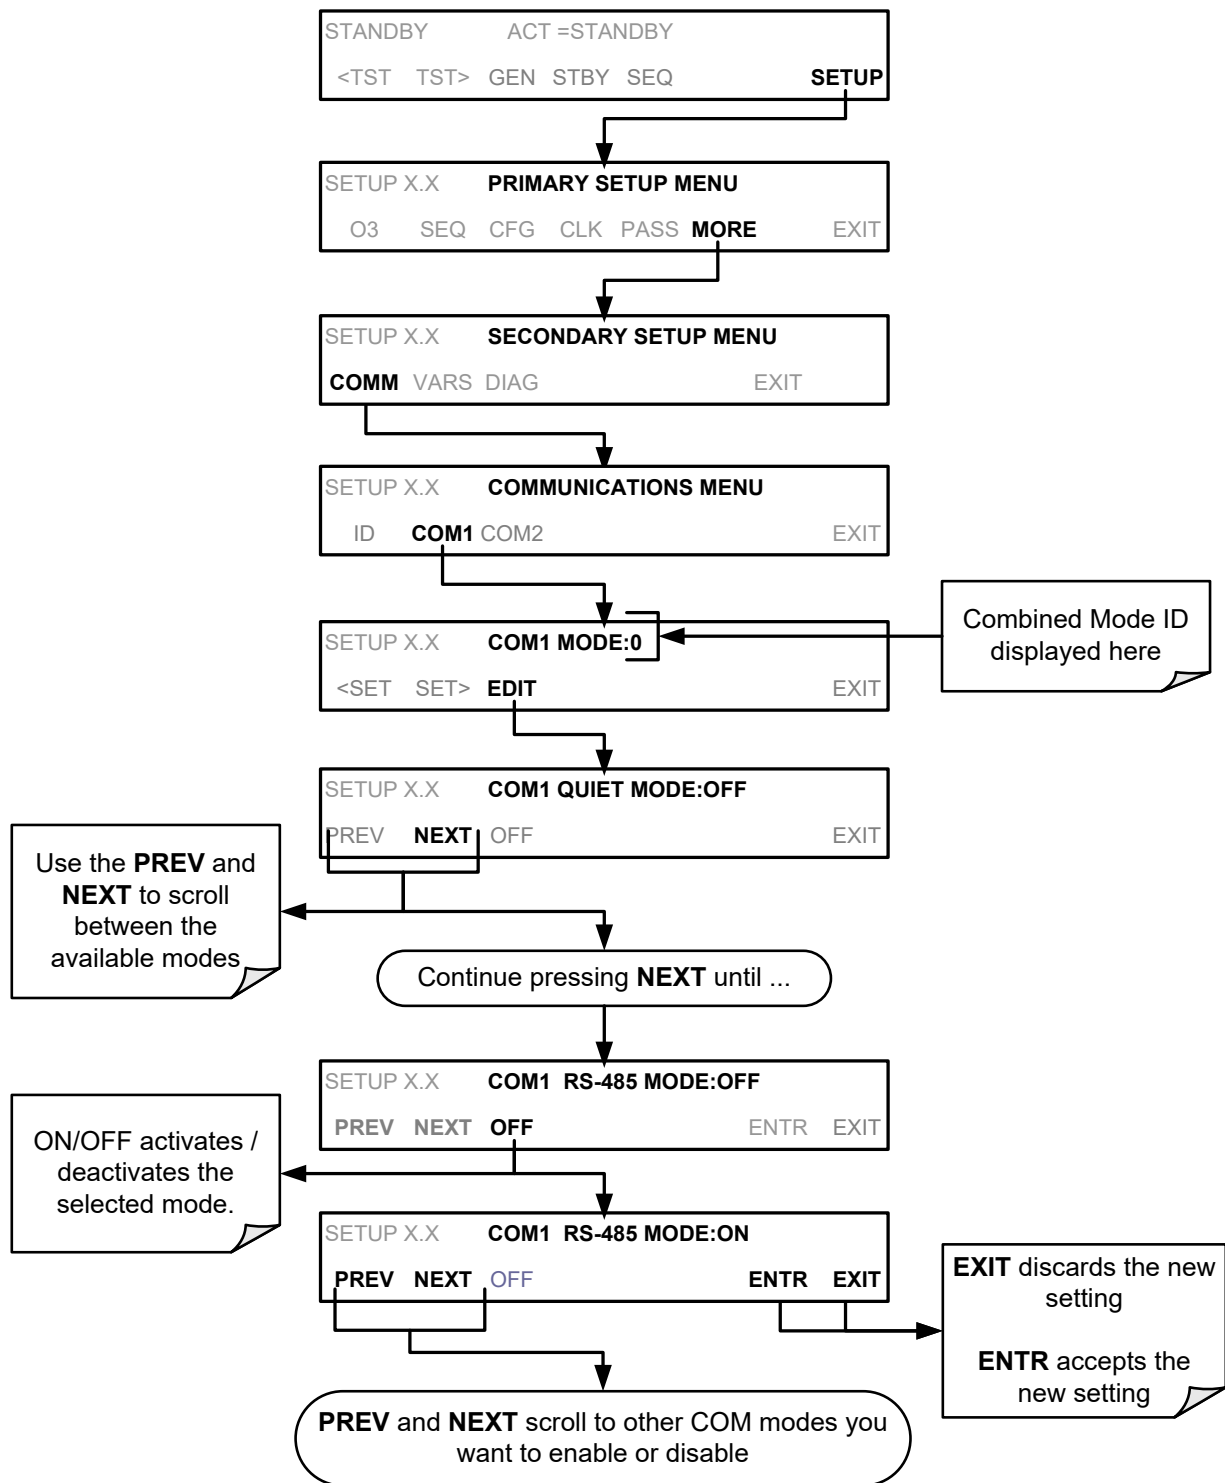 STANDBY ACT =STANDBY
<TST TST> GEN STBY SEQ SETUP
SETUP X.X PRIMARY SETUP MENU
O3 SEQ CFG CLK PASS MORE EXIT
SETUP X.X SECONDARY SETUP MENU
COMM VARS DIAG EXIT
SETUP X.X COMMUNICATIONS MENU
ID COM1 COM2 EXIT
SETUP X.X COM1 MODE:0
<SET SET> EDIT EXIT
Combined Mode ID
displayed here
SETUP X.X COM1 QUIET MODE:OFF
PREV NEXT OFF EXIT
Use the PREV and
NEXT to scroll
between the
available modes
Continue pressing NEXT until ...
SETUP X.X COM1 RS-485 MODE:OFF
PREV NEXT OFF ENTR EXIT
ON/OFF activates /
deactivates the
selected mode.
SETUP X.X COM1 RS-485 MODE:ON
PREV NEXT OFF ENTR EXIT
EXIT discards the new
setting
ENTR accepts the
new setting
PREV and NEXT scroll to other COM modes you
want to enable or disable